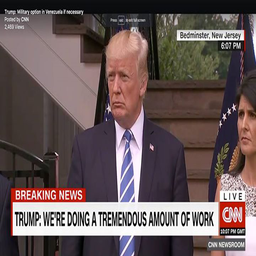 Trump: Military option in Venezuela if necessary
Posted by CNN
2,469 Views
Bedminster, New Jersey
6:07 PM
BREAKING NEWS
TRUMP: WE'RE DOING A TREMENDOUS AMOUNT OF WORK
LIVE
CNN
10:07 PM GMT
CNN NEWSROOM